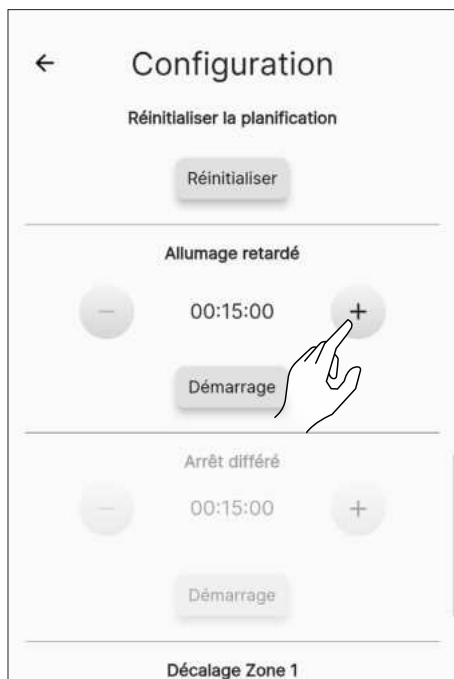 ← Configuration
Réinitialiser la planification
Réinitialiser
Allumage retardé
− 00:15:00 +
Démarrage
Arrêt différé
− 00:15:00 +
Démarrage
Décalage Zone 1